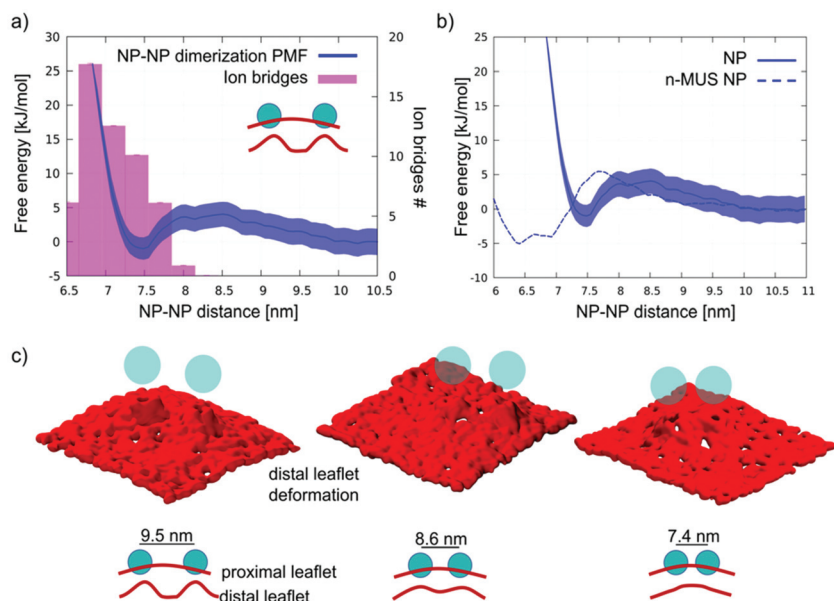 a)
NP-NP dimerization PMF
Ion bridges
Free energy [kJ/mol]
30
25
20
15
10
5
0
-5
20
15
10
5
0
Ion bridges #
6.5 7 7.5 8 8.5 9 9.5 10 10.5
NP-NP distance [nm]
b)
NP
n-MUS NP
Free energy [kJ/mol]
25
20
15
10
5
0
-5
-10
6 6.5 7 7.5 8 8.5 9 9.5 10 10.5 11
NP-NP distance [nm]
c)
distal leaflet
deformation
9.5 nm
8.6 nm
7.4 nm
proximal leaflet
distal leaflet